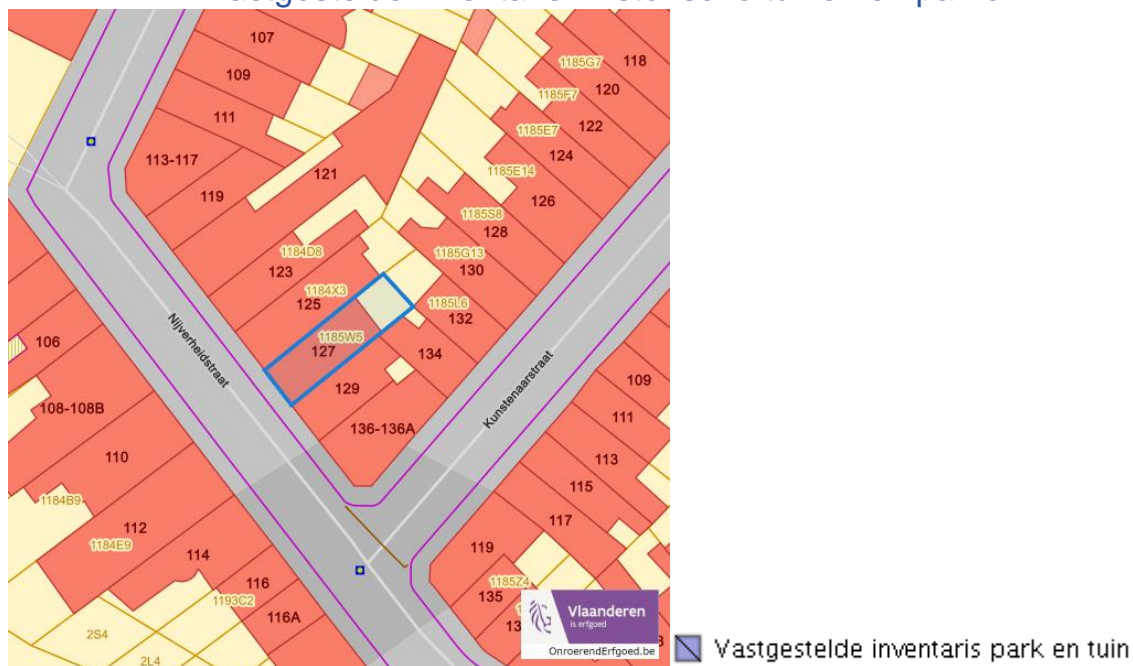 107
118
1185G7
109
120
1185F7
111
122
1185E7
113-117
124
121
1185E14
119
126
1185S8
128
1184D8
1185G13
123
130
1184X3
125
1185L6
132
Nijverheidstraat
1185W5
106
127
134
129
109
Kunstenaarstraat
108-108B
111
136-136A
110
113
115
1184B9
117
112
1184E9
119
114
116
1185Z4
135
1193C2
116A
2S4
2L4
Vlaanderen
is erfgoed
OnroerendErfgoed.be
Vastgestelde inventaris park en tuin